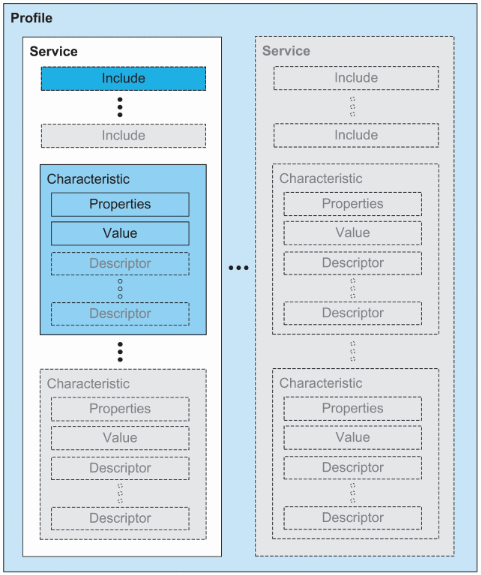 Profile
Service
Include
Include
Characteristic
Properties
Value
Descriptor
Descriptor
Characteristic
Properties
Value
Descriptor
Descriptor
Service
Include
Include
Characteristic
Properties
Value
Descriptor
Descriptor
Characteristic
Properties
Value
Descriptor
Descriptor